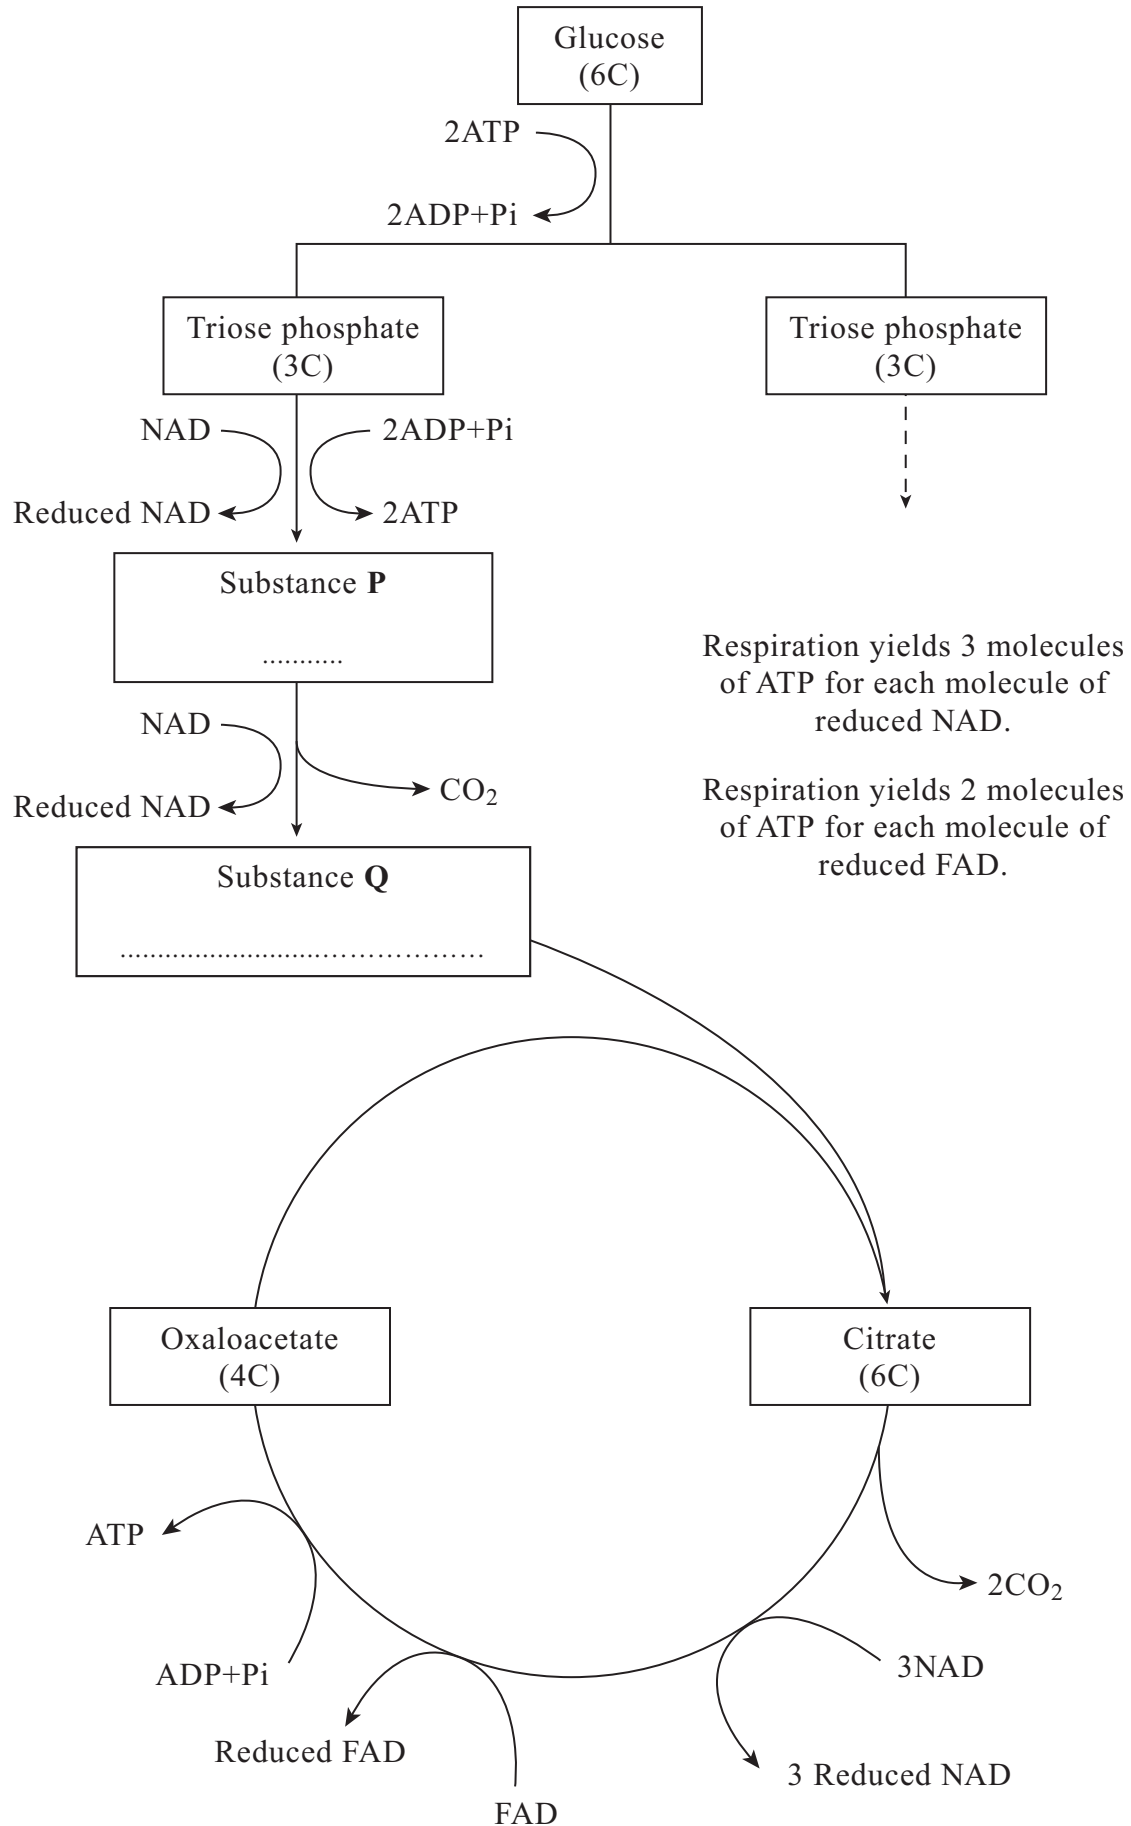 Glucose
(6C)
2ATP
2ADP+Pi
Triose phosphate
(3C)
Triose phosphate
(3C)
NAD
2ADP+Pi
Reduced NAD
2ATP
Substance P
...........
Respiration yields 3 molecules
of ATP for each molecule of
reduced NAD.
NAD
CO₂
Reduced NAD
Respiration yields 2 molecules
of ATP for each molecule of
reduced FAD.
Substance Q
..............................................
Oxaloacetate
(4C)
Citrate
(6C)
ATP
2CO₂
ADP+Pi
3NAD
Reduced FAD
3 Reduced NAD
FAD